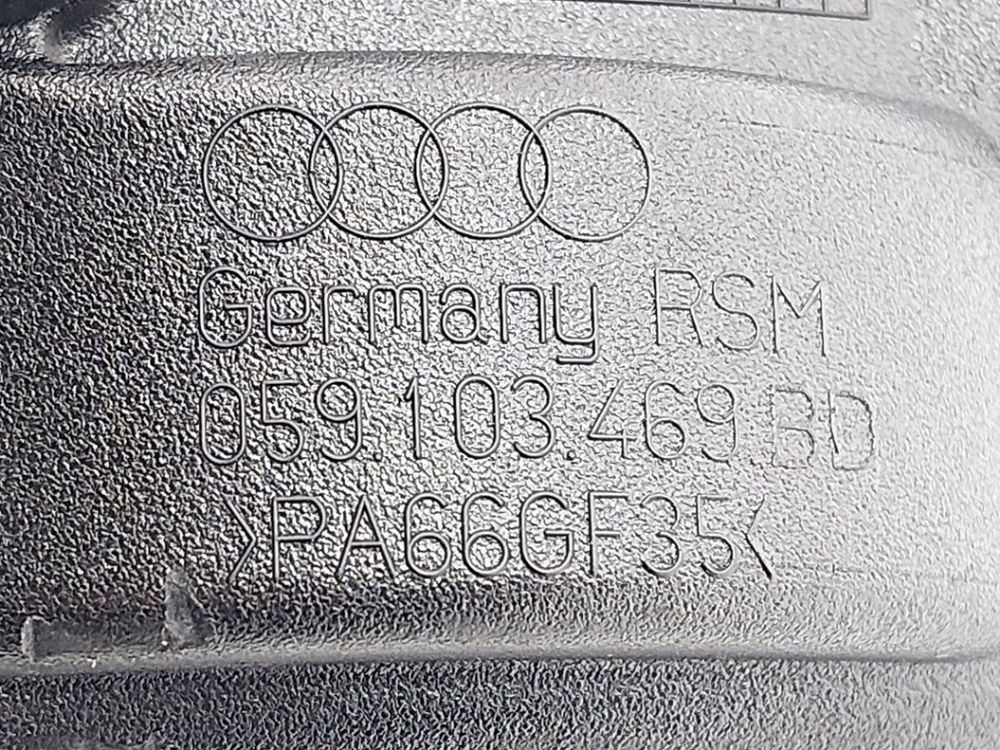 Germany RSM
059.103.469.BD
>PA66GF35<